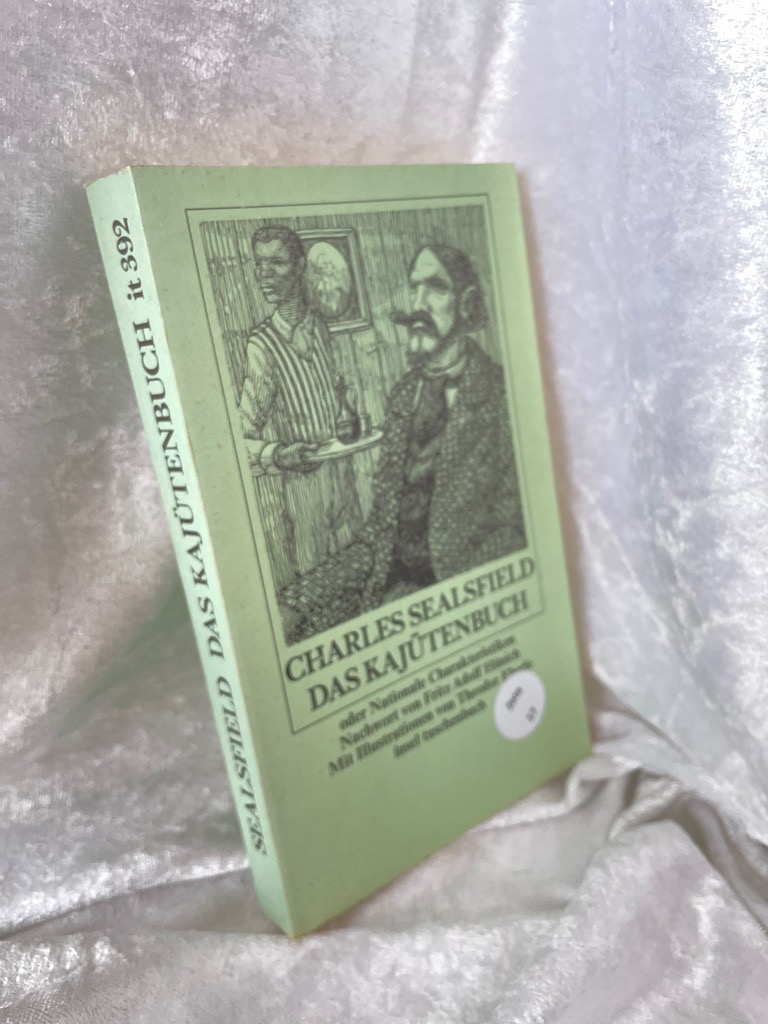 SEALSFIELD DAS KAJÜTENBUCH it 392
CHARLES SEALSFIELD
DAS KAJÜTENBUCH
oder Nationale Charakteristiken
Nachwort von Fritz Adolf Hünich
Mit Illustrationen von Theodor
insel taschenbuch